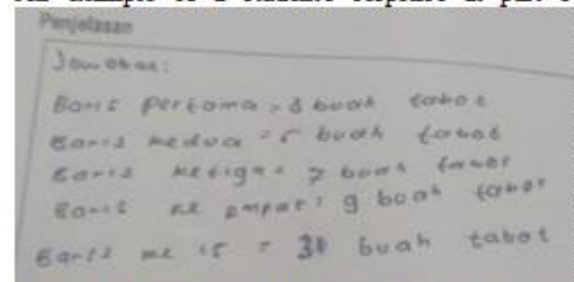 Penjelasan
Jawaban:
Baris pertama = 3 buah tabot
Baris kedua = 5 buah tabot
Baris ketiga = 7 buah tabot
Baris ke empat = 9 buah tabot
Baris ke 15 = 31 buah tabot